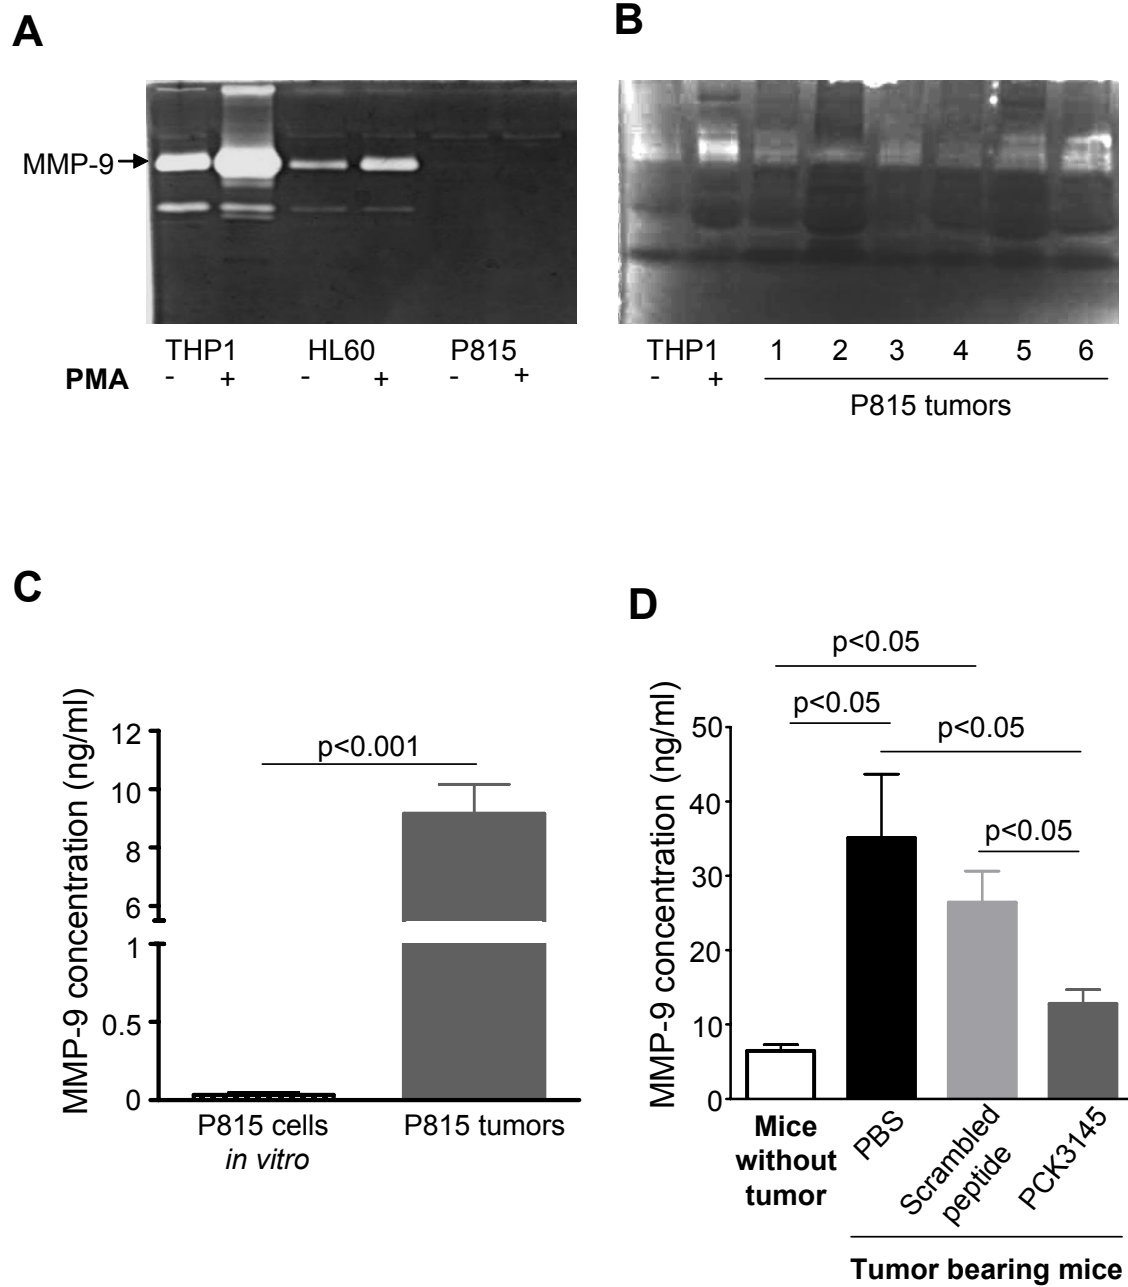 A
MMP-9
THP1 HL60 P815
PMA - + - + - +
B
THP1 1 2 3 4 5 6
- +
P815 tumors
C
MMP-9 concentration (ng/ml)
12
10
8
6
1
0.5
0
p<0.001
P815 cells
in vitro
P815 tumors
D
MMP-9 concentration (ng/ml)
50
40
30
20
10
0
p<0.05
p<0.05
p<0.05
p<0.05
Mice
without
tumor
PBS
Scrambled
peptide
PCK3145
Tumor bearing mice